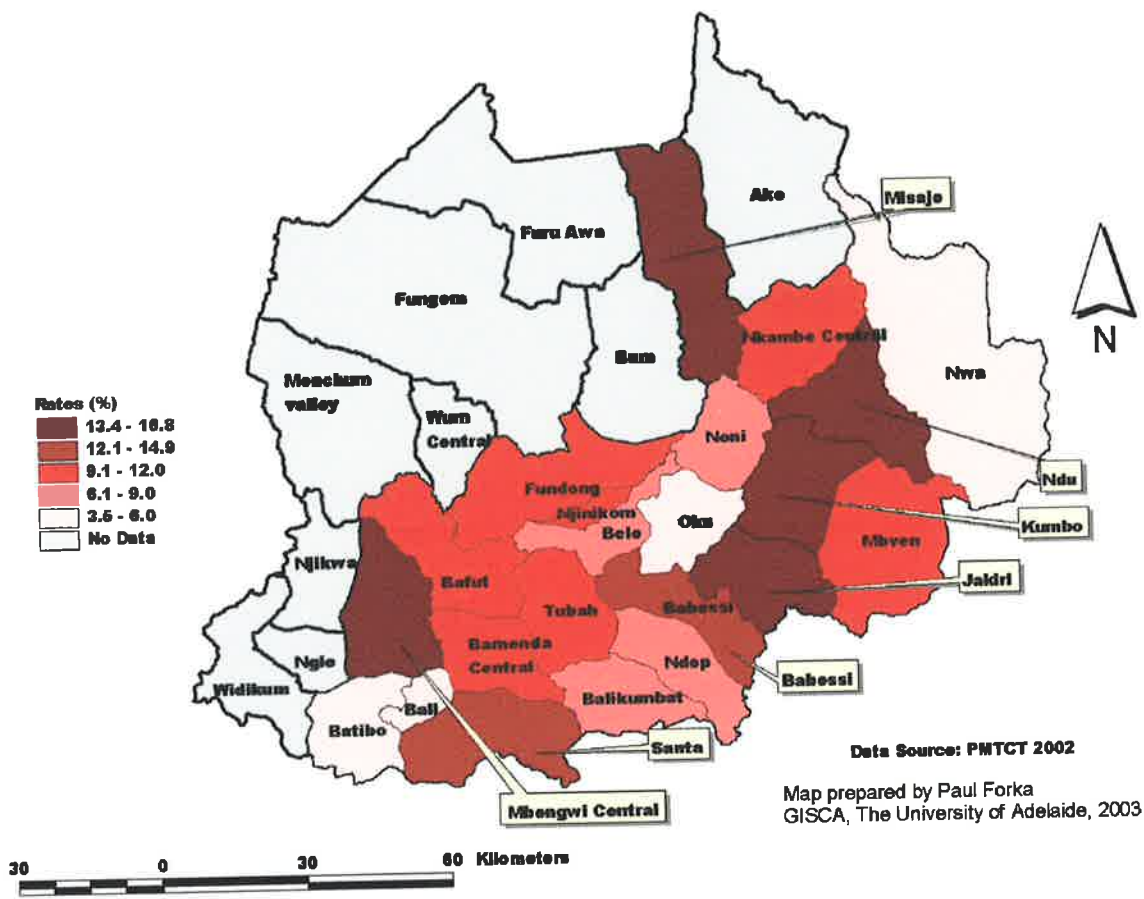 Ako
Misaje
Furu Awa
Fungom
Nkambe Central
N
Bum
Nwa
Menchum
valley
Rates (%)
13.4 - 16.8
12.1 - 14.9
9.1 - 12.0
6.1 - 9.0
3.5 - 6.0
No Data
Wum
Central
Noni
Ndu
Fundong
Njinikom
Belo
Oku
Kumbo
Mbven
Njikwa
Jakiri
Bafut
Tubah
Babessi
Bamenda
Central
Ndop
Babessi
Ngie
Widikum
Balikumbat
Bali
Batibo
Santa
Data Source: PMTCT 2002
Mbengwi Central
Map prepared by Paul Forka
GISCA, The University of Adelaide, 2003
30 0 30 60 Kilometers